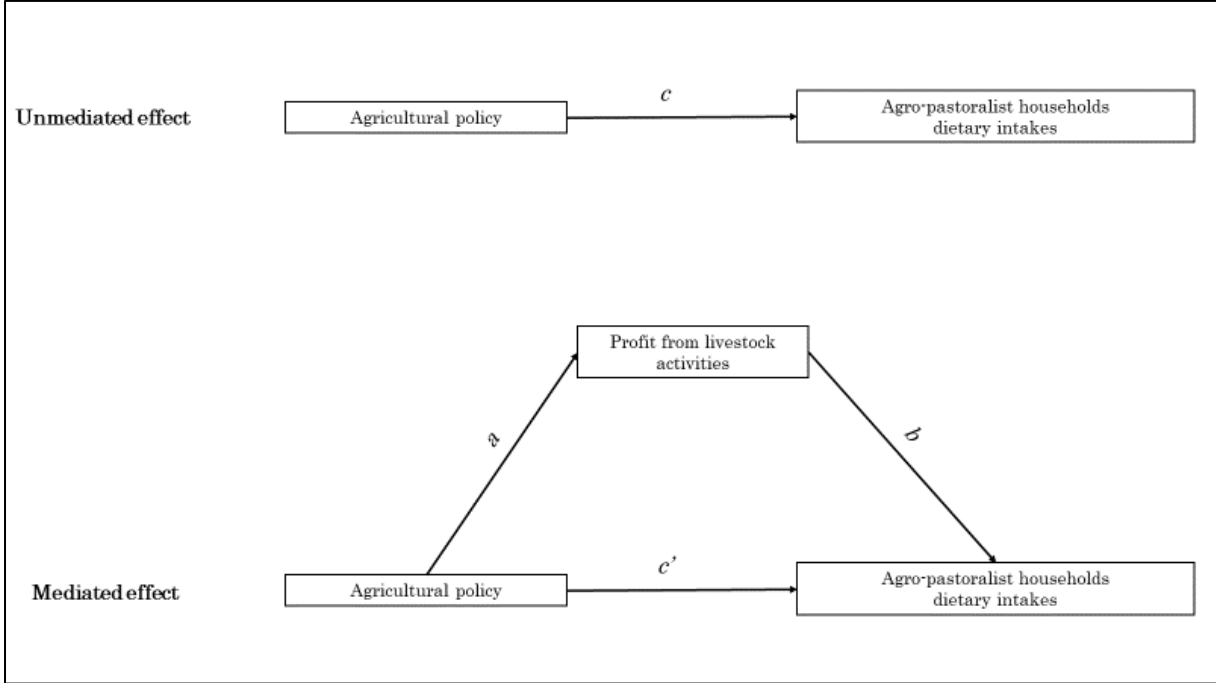 c
Unmediated effect
Agricultural policy
Agro-pastoralist households
dietary intakes
Profit from livestock
activities
a
b
c’
Mediated effect
Agricultural policy
Agro-pastoralist households
dietary intakes